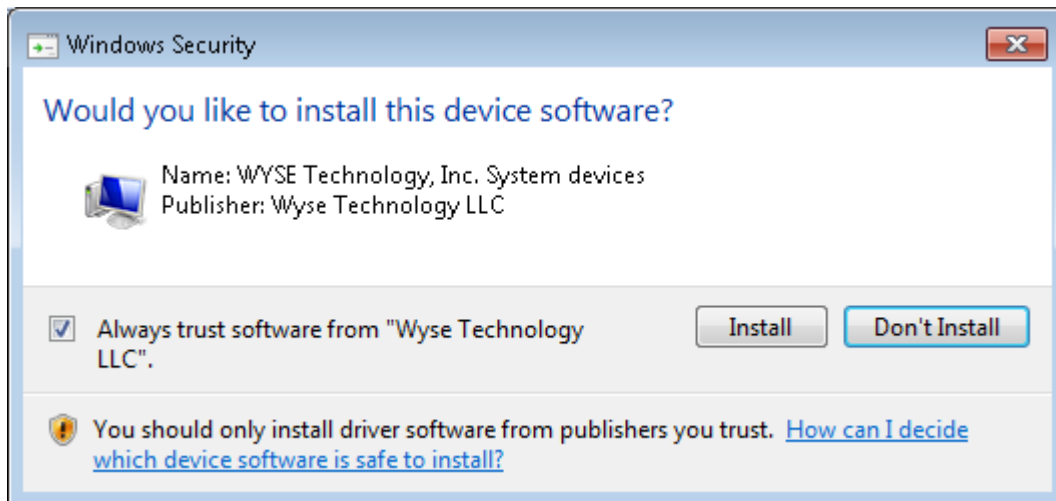 Windows Security
Would you like to install this device software?
Name: WYSE Technology, Inc. System devices
Publisher: Wyse Technology LLC
Always trust software from "Wyse Technology
LLC".
Install
Don't Install
You should only install driver software from publishers you trust. How can I decide
which device software is safe to install?